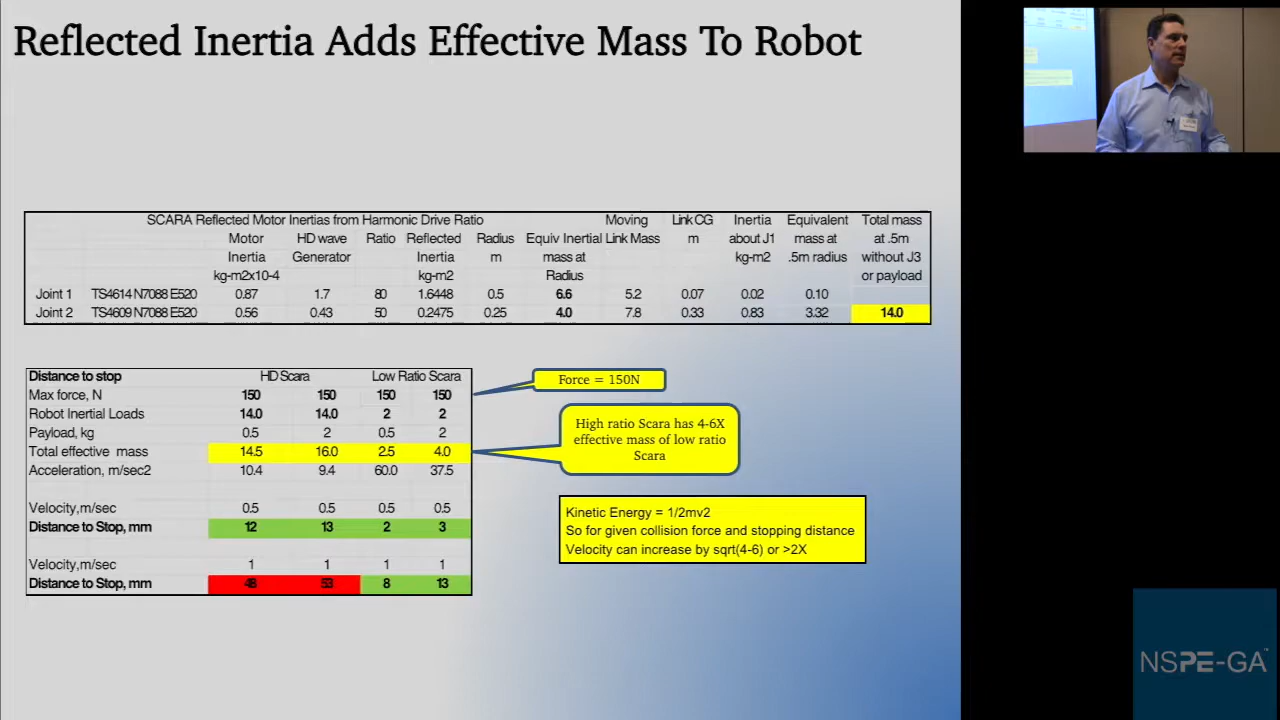 Reflected Inertia Adds Effective Mass To Robot
SCARA Reflected Motor Inertias from Harmonic Drive Ratio Moving Link CG Inertia Equivalent Total mass
Motor HD wave Ratio Reflected Radius Equiv Inertial Link Mass m about J1 mass at at .5m
Inertia Generator Inertia m mass at kg-m2 .5m radius without J3
kg-m2x10-4 kg-m2 Radius or payload
Joint 1 TS4614 N7088 E520 0.87 1.7 80 1.6448 0.5 6.6 5.2 0.07 0.02 0.10
Joint 2 TS4609 N7088 E520 0.56 0.43 50 0.2475 0.25 4.0 7.8 0.33 0.83 3.32 14.0
Distance to stop HD Scara Low Ratio Scara
Max force, N 150 150 150 150
Robot Inertial Loads 14.0 14.0 2 2
Payload, kg 0.5 2 0.5 2
Total effective mass 14.5 16.0 2.5 4.0
Acceleration, m/sec2 10.4 9.4 60.0 37.5
Velocity,m/sec 0.5 0.5 0.5 0.5
Distance to Stop, mm 12 13 2 3
Velocity,m/sec 1 1 1 1
Distance to Stop, mm 48 53 8 13
Force = 150N
High ratio Scara has 4-6X
effective mass of low ratio
Scara
Kinetic Energy = 1/2mv2
So for given collision force and stopping distance
Velocity can increase by sqrt(4-6) or >2X
NSPE-GA